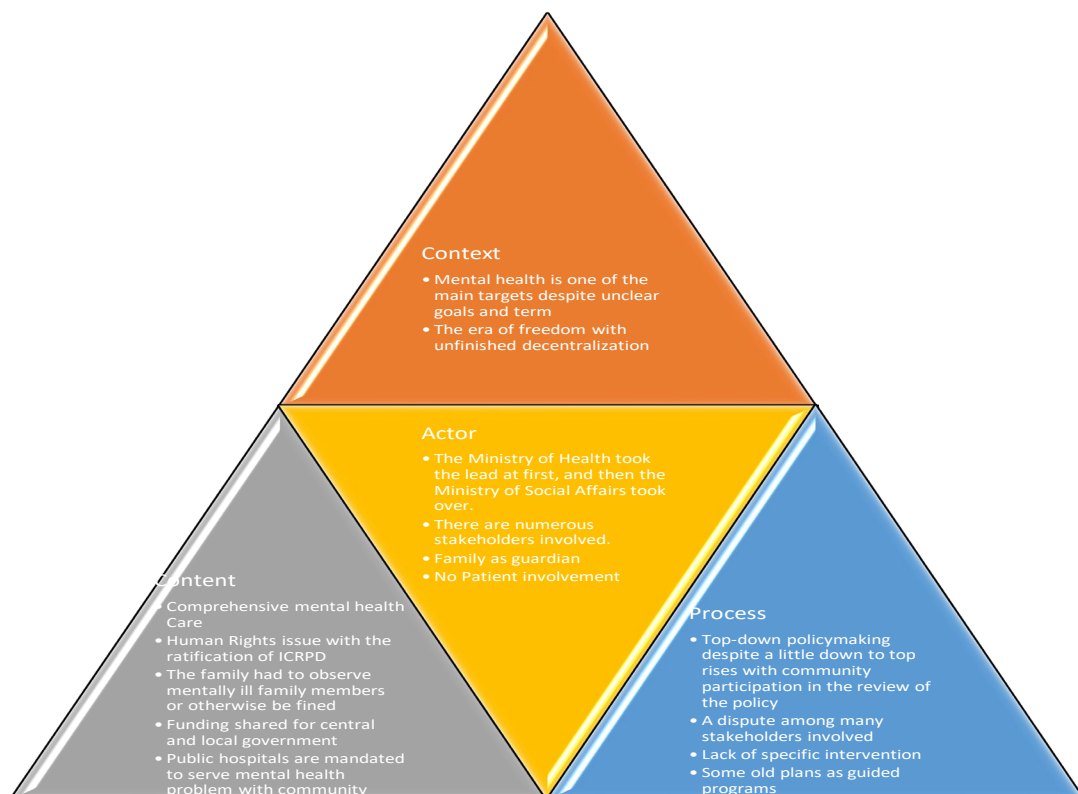 Context
• Mental health is one of the
main targets despite unclear
goals and term
• The era of freedom with
unfinished decentralization
Actor
• The Ministry of Health took
the lead at first, and then the
Ministry of Social Affairs took
over.
• There are numerous
stakeholders involved.
• Family as guardian
• No Patient involvement
Content
• Comprehensive mental health
Care
• Human Rights issue with the
ratification of ICRPD
• The family had to observe
mentally ill family members
or otherwise be fined
• Funding shared for central
and local government
• Public hospitals are mandated
to serve mental health
problem with community
Process
• Top-down policymaking
despite a little down to top
rises with community
participation in the review of
the policy
• A dispute among many
stakeholders involved
• Lack of specific intervention
• Some old plans as guided
programs